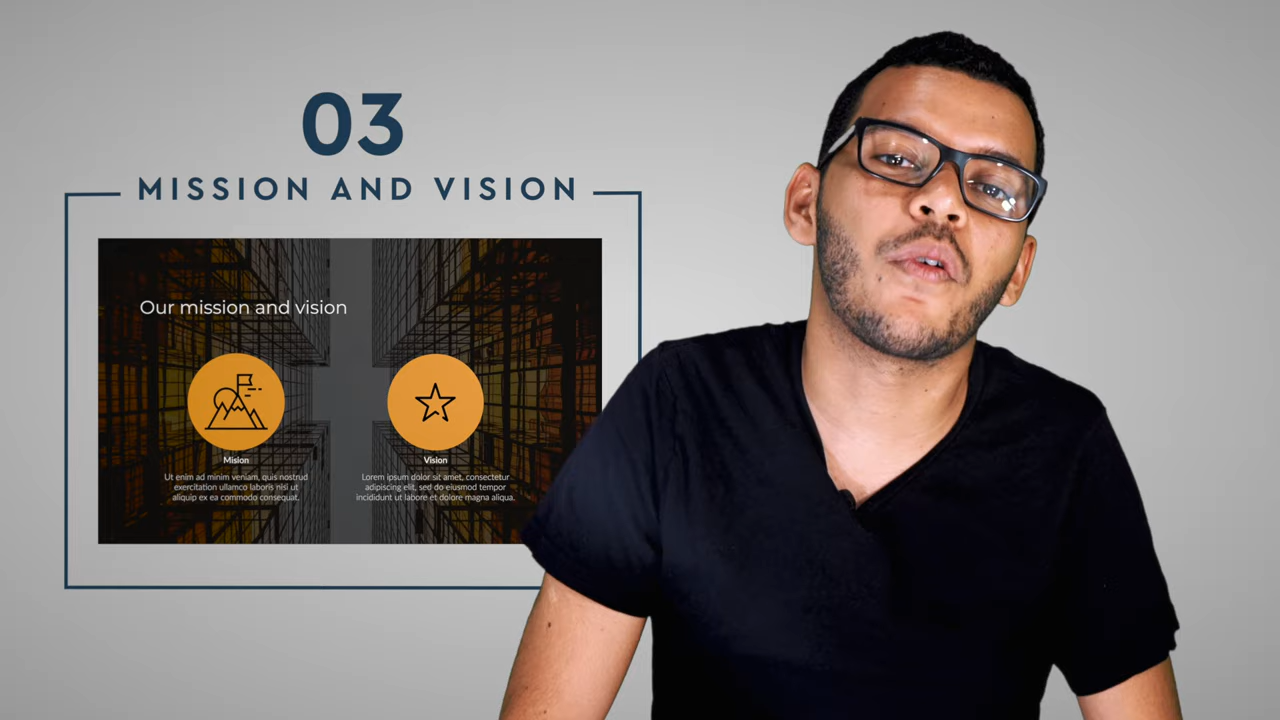 03
MISSION AND VISION
Our mission and vision
Mision
Ut enim ad minim veniam, quis nostrud
exercitation ullamco laboris nisi ut
aliquip ex ea commodo consequat.
Vision
Lorem ipsum dolor sit amet, consectetur
adipiscing elit, sed do eiusmod tempor
incididunt ut labore et dolore magna aliqua.